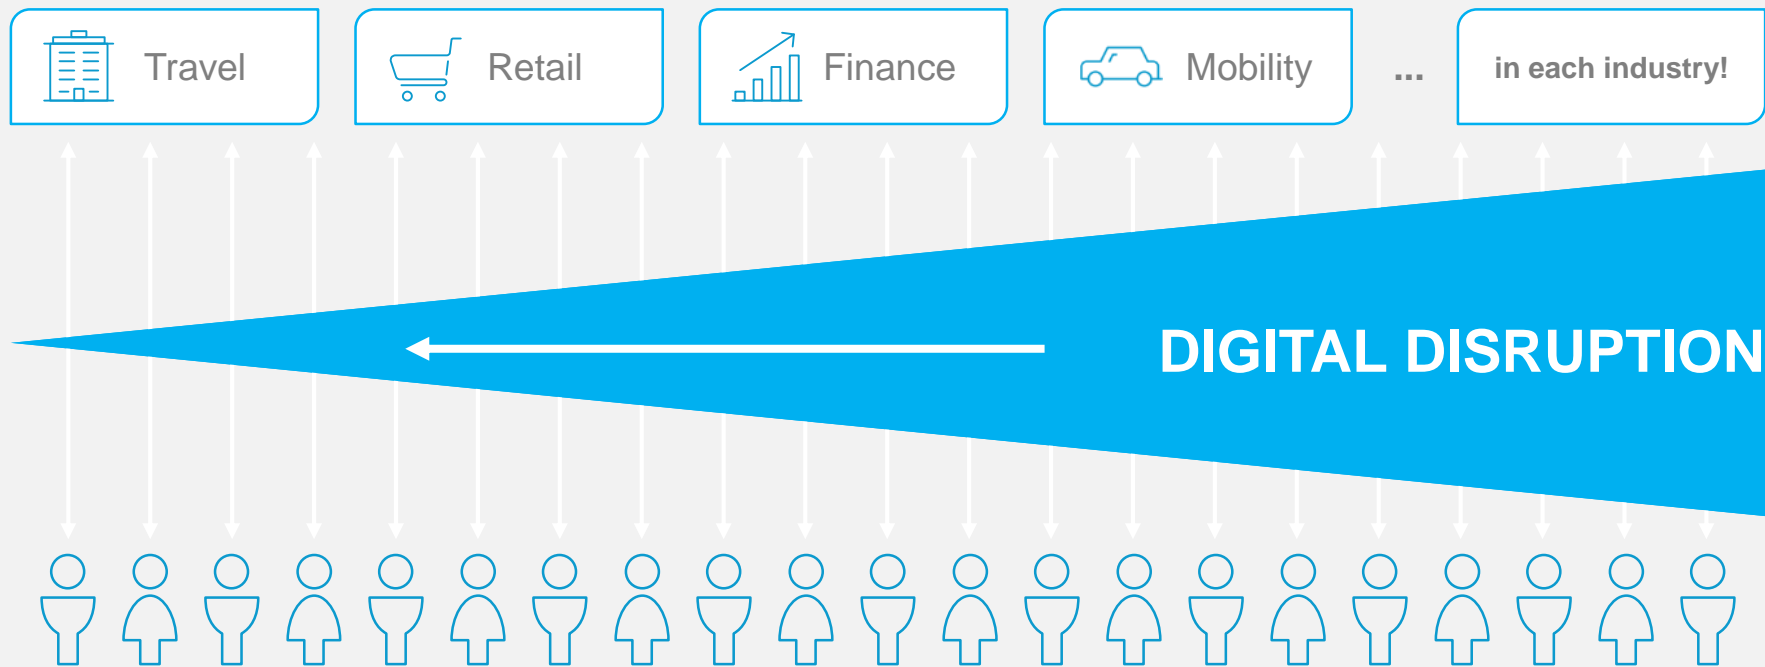 Travel
Retail
Finance
Mobility
...
in each industry!
DIGITAL DISRUPTION